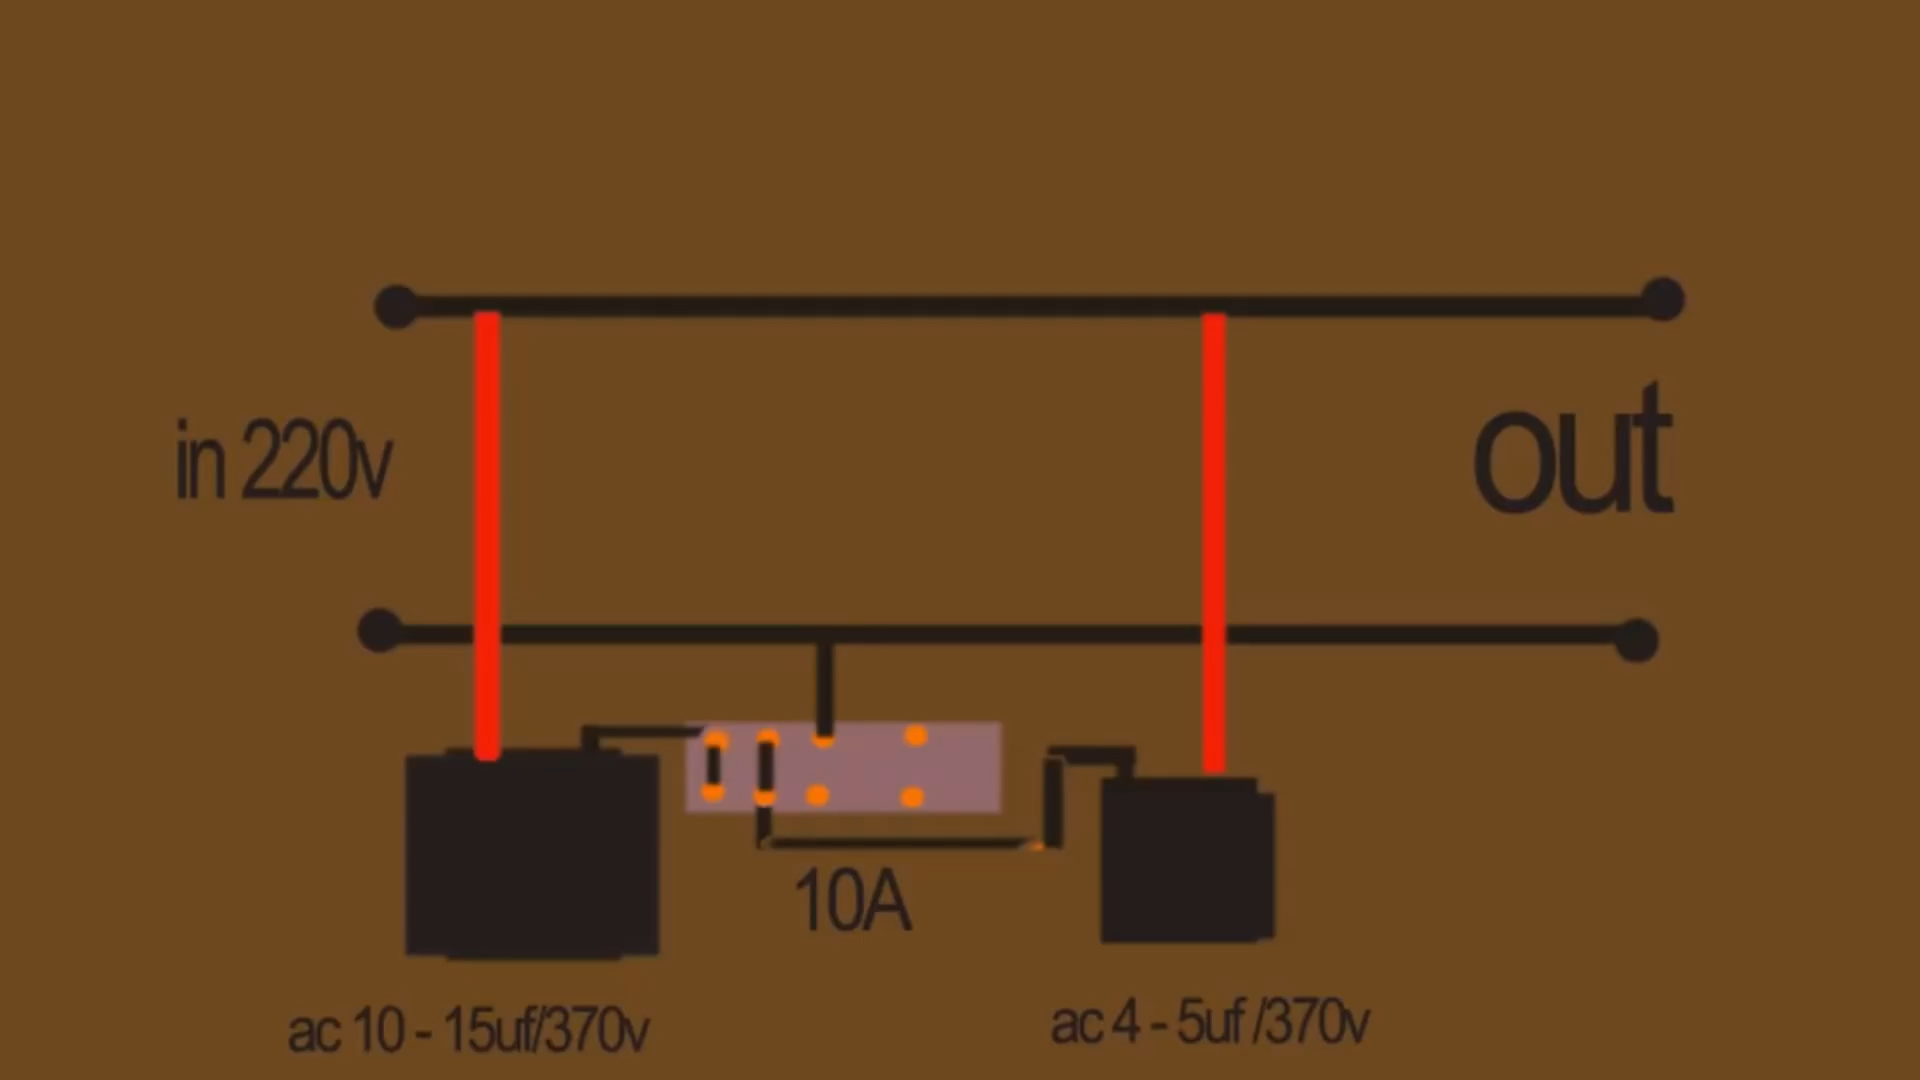 in 220v
out
10A
ac 10 - 15uf/370v
ac 4 - 5uf /370v